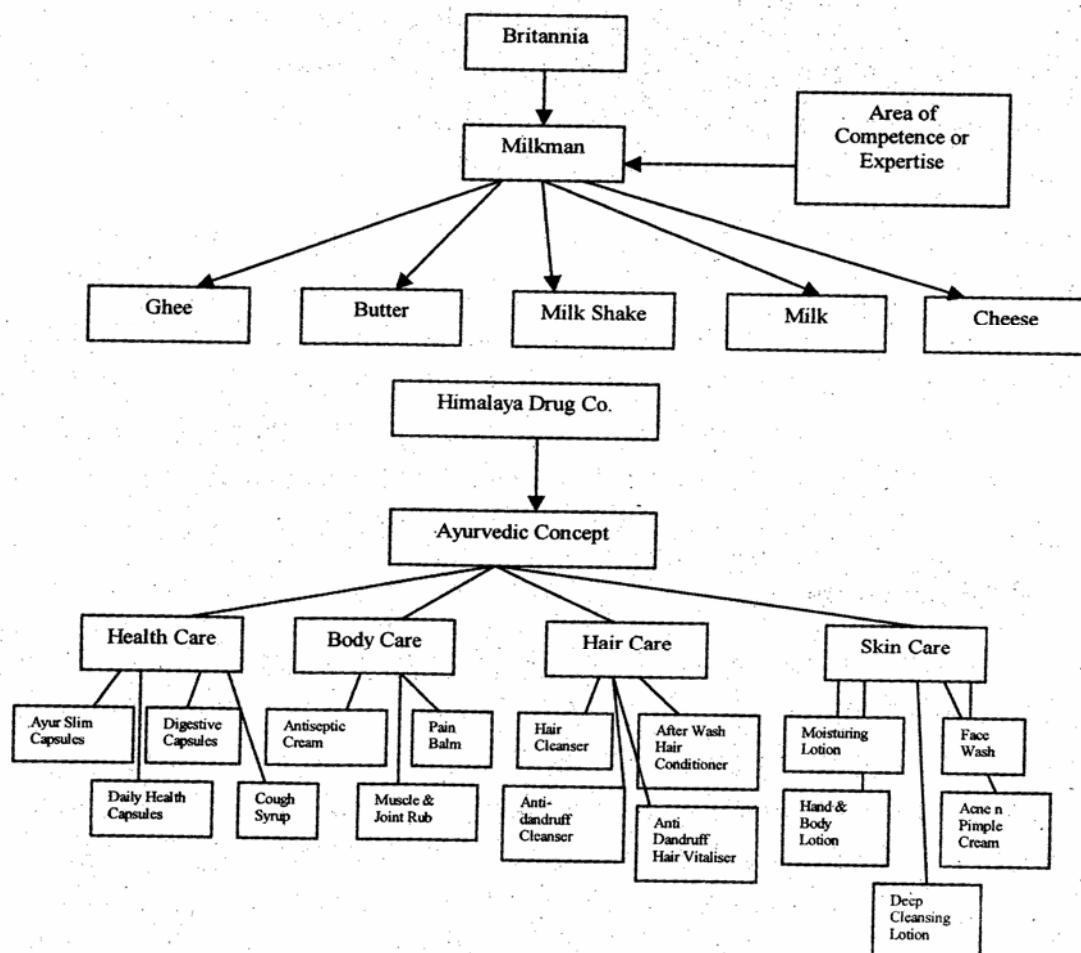 Britannia
Area of
Competence or
Expertise
Milkman
Ghee
Butter
Milk Shake
Milk
Cheese
Himalaya Drug Co.
Ayurvedic Concept
Health Care
Body Care
Hair Care
Skin Care
Ayur Slim
Capsules
Digestive
Capsules
Antiseptic
Cream
Pain
Balm
Hair
Cleanser
After Wash
Hair
Conditioner
Moisturing
Lotion
Face
Wash
Daily Health
Capsules
Cough
Syrup
Muscle &
Joint Rub
Anti-
dandruff
Cleanser
Anti
Dandruff
Hair Vitaliser
Hand &
Body
Lotion
Acne n
Pimple
Cream
Deep
Cleansing
Lotion